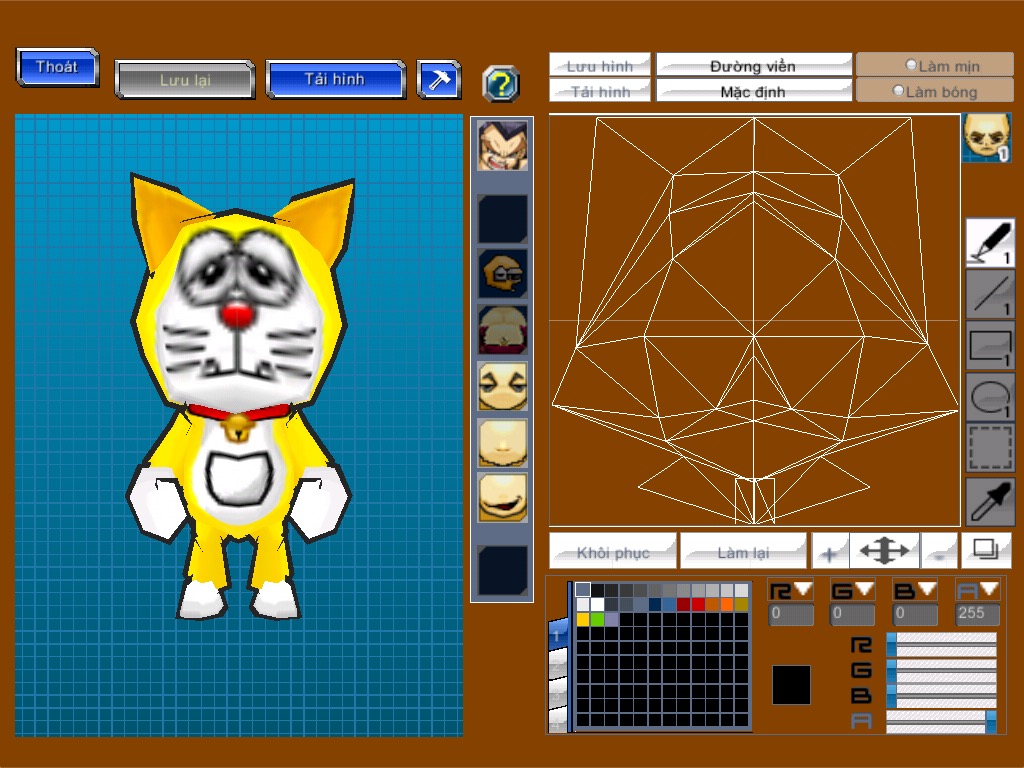 Thoát
Lưu lại
Tải hình
?
Lưu hình
Đường viền
Làm mịn
Tải hình
Mặc định
Làm bóng
1
1
1
1
1
Khôi phục
Làm lại
+
-
R G B A
0 0 0 255
1
R
G
B
A